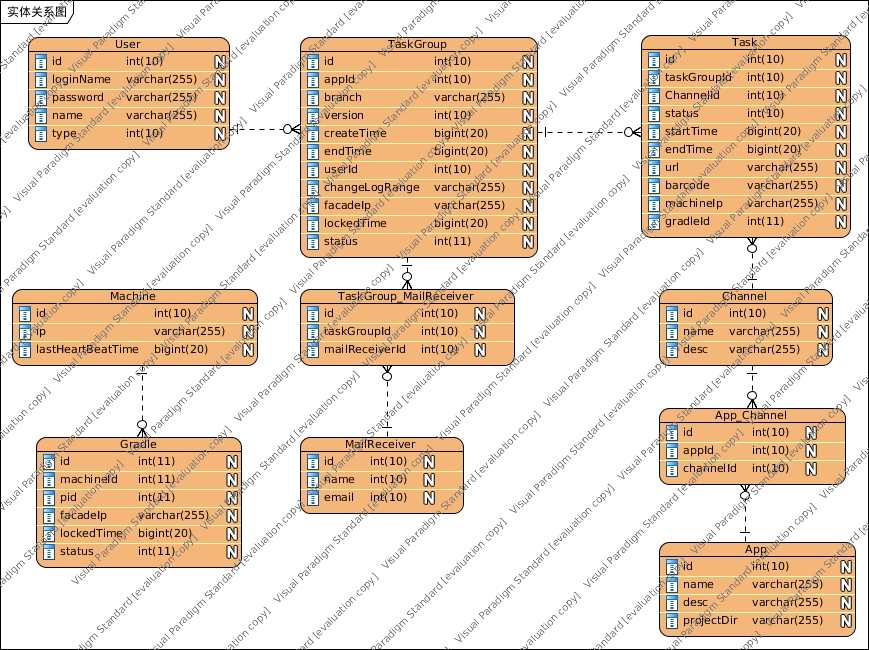 实体关系图
User
id int(10) N
loginName varchar(255) N
password varchar(255) N
name varchar(255) N
type int(10) N
TaskGroup
id int(10) N
appId int(10) N
branch varchar(255) N
version int(10) N
createTime bigint(20) N
endTime bigint(20) N
userId int(10) N
changeLogRange varchar(255) N
facadeIp varchar(255) N
lockedTime bigint(20) N
status int(11) N
Task
id int(10) N
taskGroupId int(10) N
ChannelId int(10) N
status int(10) N
startTime bigint(20) N
endTime bigint(20) N
url varchar(255) N
barcode varchar(255) N
machineIp varchar(255) N
gradleId int(11) N
Machine
id int(10) N
ip varchar(255) N
lastHeartBeatTime bigint(20) N
TaskGroup_MailReceiver
id int(10) N
taskGroupId int(10) N
mailReceiverId int(10) N
Channel
id int(10) N
name varchar(255) N
desc varchar(255) N
Gradle
id int(11) N
machineId int(11) N
pid int(11) N
facadeIp varchar(255) N
lockedTime bigint(20) N
status int(11) N
MailReceiver
id int(10) N
name int(10) N
email int(10) N
App_Channel
id int(10) N
appId int(10) N
channelId int(10) N
App
id int(10) N
name varchar(255) N
desc varchar(255) N
projectDir varchar(255) N
Visual Paradigm Standard [evaluation copy]